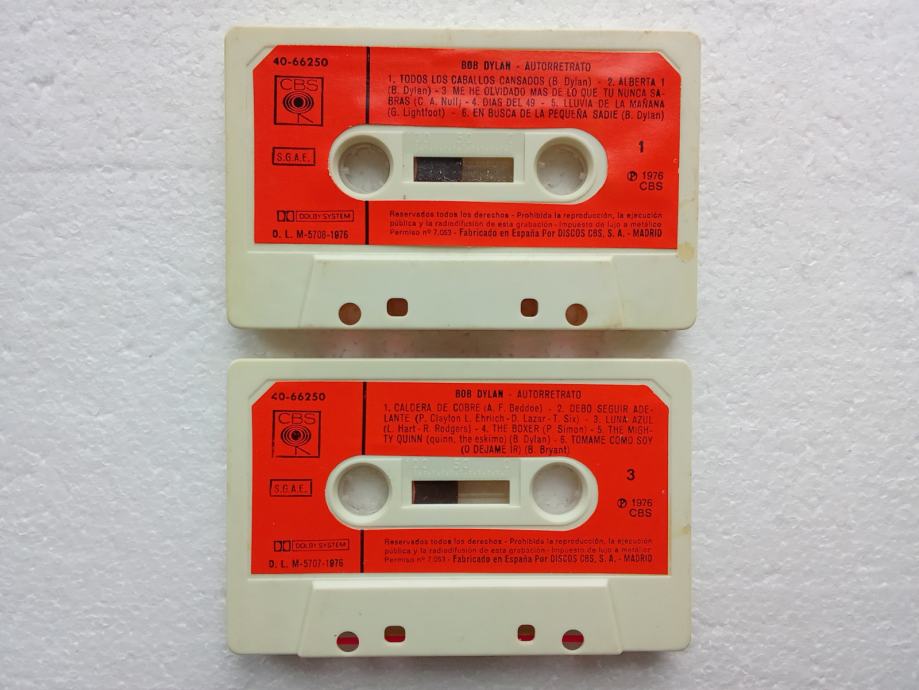 40-66250
CBS
S.G.A.E.
DOLBY SYSTEM
D. L. M-5706-1976
BOB DYLAN - AUTORRETRATO
1. TODOS LOS CABALLOS CANSADOS (B. Dylan) - 2. ALBERTA 1
(B. Dylan) - 3 ME HE OLVIDADO MAS DE LO QUE TU NUNCA SA-
BRAS (C. A. Null) - 4. DIAS DEL 49 - 5. LLUVIA DE LA MAÑANA
(G. Lightfoot) - 6. EN BUSCA DE LA PEQUEÑA SADIE (B. Dylan)
1
℗ 1976
CBS
Reservados todos los derechos - Prohibida la reproducción, la ejecución
pública y la radiodifusión de esta grabación - Impuesto de lujo a metálico
Permiso nº 7.053 - Fabricado en España Por DISCOS CBS, S. A. - MADRID
40-66250
CBS
S.G.A.E.
DOLBY SYSTEM
D. L. M-5707-1976
BOB DYLAN - AUTORRETRATO
1. CALDERA DE COBRE (A. F. Beddoe) - 2. DEBO SEGUIR ADE-
LANTE (P. Clayton L. Ehrlich - D. Lazar - T. Six) - 3. LUNA AZUL
(L. Hart - R. Rodgers) - 4. THE BOXER (P. Simon) - 5. THE MIGH-
TY QUINN (quinn, the eskimo) (B. Dylan) - 6. TOMAME COMO SOY
(O DEJAME IR) (B. Bryant)
3
℗ 1976
CBS
Reservados todos los derechos - Prohibida la reproducción, la ejecución
pública y la radiodifusión de esta grabación - Impuesto de lujo a metálico
Permiso nº 7.053 - Fabricado en España Por DISCOS CBS, S. A. - MADRID